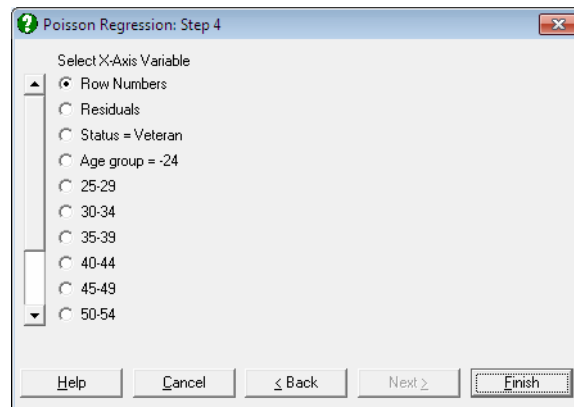 Poisson Regression: Step 4
Select X-Axis Variable
Row Numbers
Residuals
Status = Veteran
Age group = -24
25-29
30-34
35-39
40-44
45-49
50-54
Help Cancel < Back Next > Finish